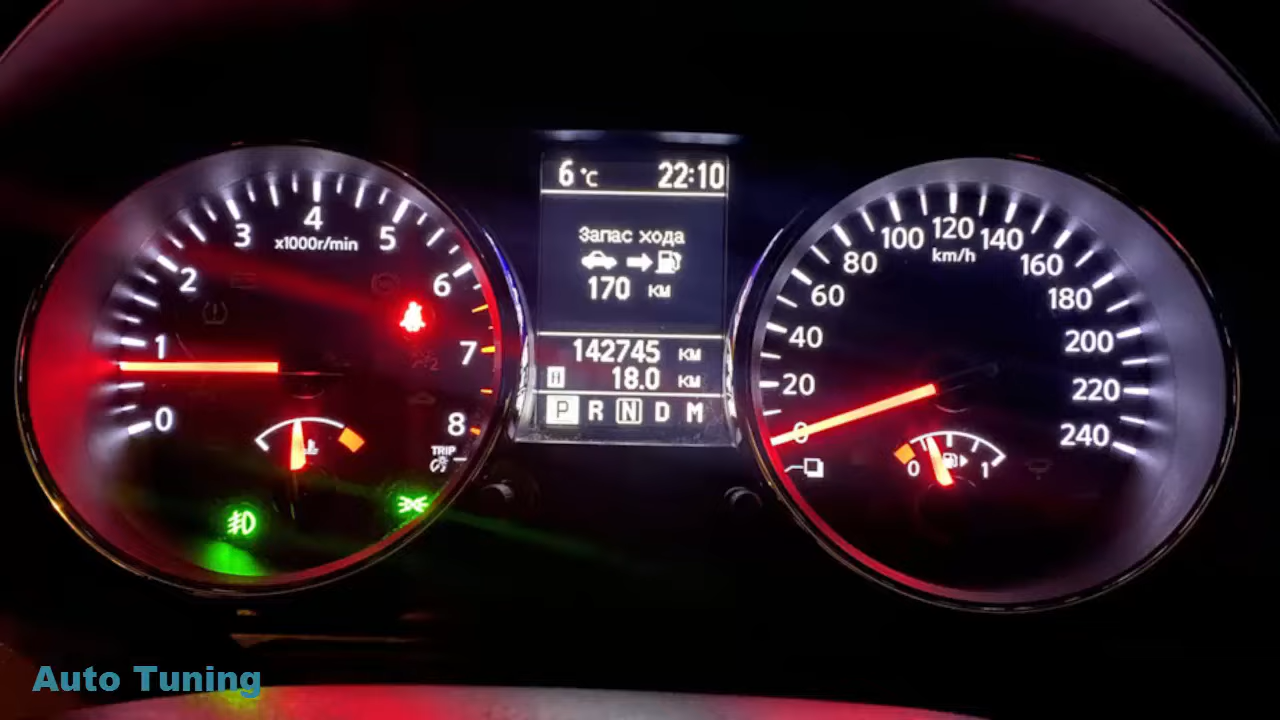 6 °C 22:10
Запас хода
170 км
142745 км
18.0 км
P R N D M
0 1 2 3 4 5 6 7 8
x1000r/min
TRIP
0 20 40 60 80 100 120 140 160 180 200 220 240
km/h
0 1
Auto Tuning